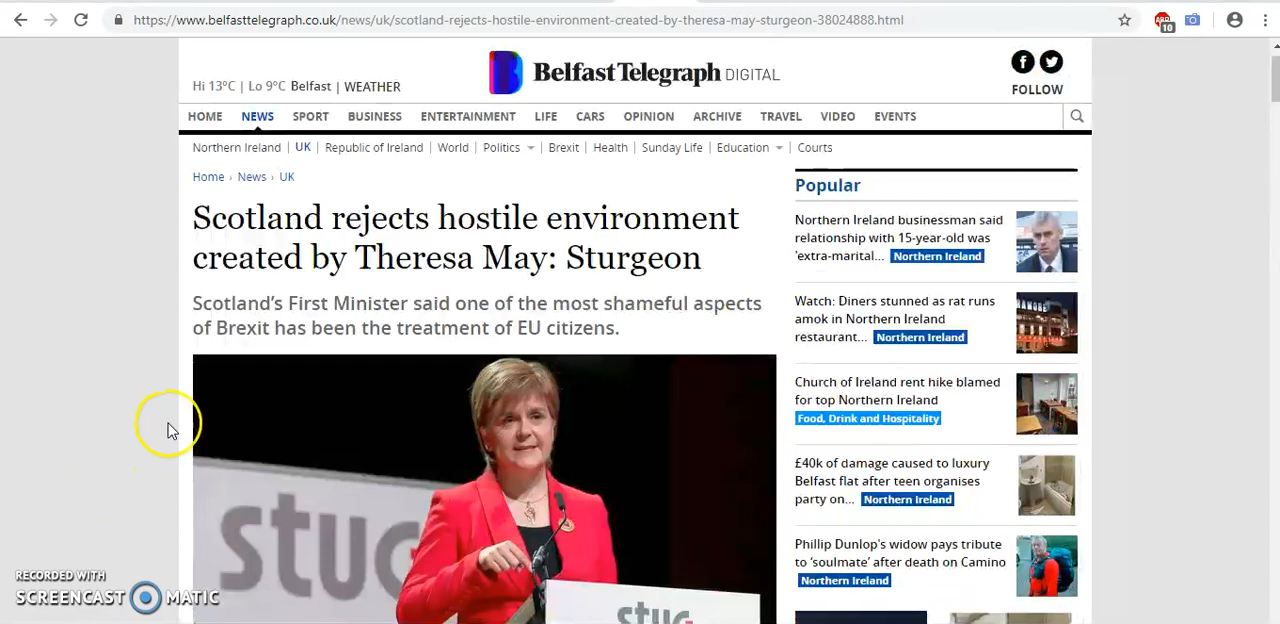 https://www.belfasttelegraph.co.uk/news/uk/scotland-rejects-hostile-environment-created-by-theresa-may-sturgeon-38024888.html
10
Hi 13°C | Lo 9°C Belfast | WEATHER
Belfast Telegraph DIGITAL
FOLLOW
HOME NEWS SPORT BUSINESS ENTERTAINMENT LIFE CARS OPINION ARCHIVE TRAVEL VIDEO EVENTS
Northern Ireland | UK | Republic of Ireland | World | Politics | Brexit | Health | Sunday Life | Education | Courts
Home › News › UK
Scotland rejects hostile environment
created by Theresa May: Sturgeon
Scotland's First Minister said one of the most shameful aspects
of Brexit has been the treatment of EU citizens.
stuc
stuc
Popular
Northern Ireland businessman said
relationship with 15-year-old was
'extra-marital... Northern Ireland
Watch: Diners stunned as rat runs
amok in Northern Ireland
restaurant... Northern Ireland
Church of Ireland rent hike blamed
for top Northern Ireland
Food, Drink and Hospitality
£40k of damage caused to luxury
Belfast flat after teen organises
party on... Northern Ireland
Phillip Dunlop's widow pays tribute
to 'soulmate' after death on Camino
Northern Ireland
RECORDED WITH
SCREENCAST MATIC